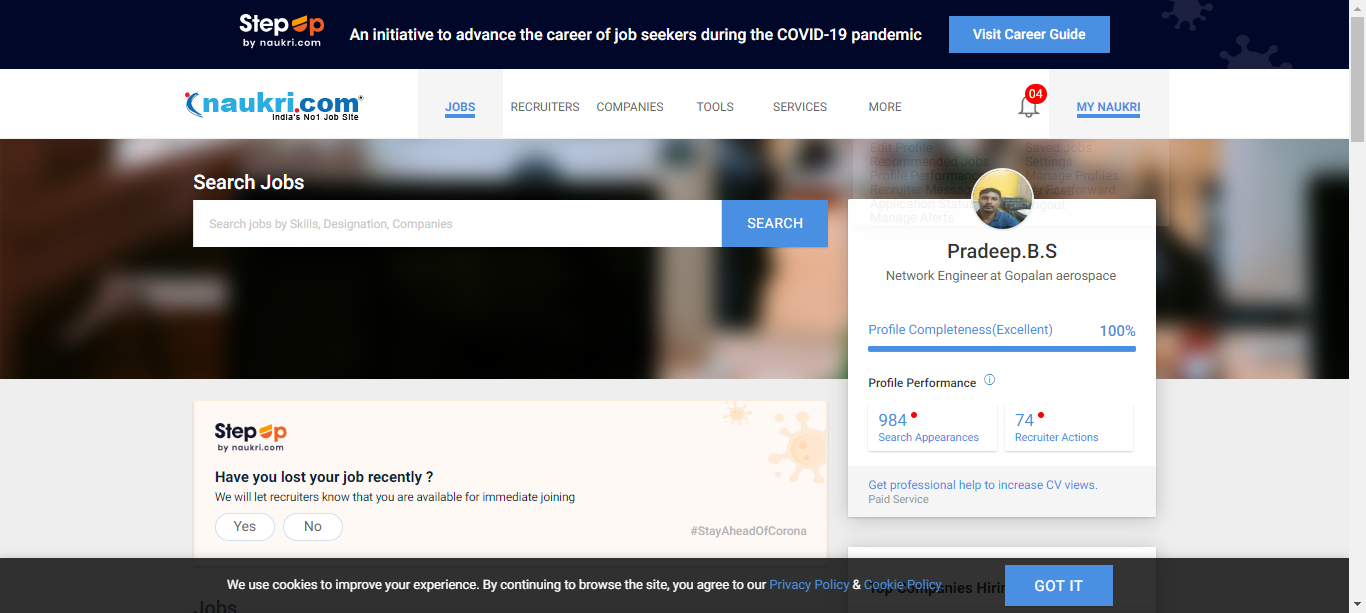 StepUp
by naukri.com
An initiative to advance the career of job seekers during the COVID-19 pandemic
Visit Career Guide
naukri.com
India's No1 Job Site
JOBS
RECRUITERS
COMPANIES
TOOLS
SERVICES
MORE
04
MY NAUKRI
Edit Profile
Saved Jobs
Recommended Jobs
Settings
Profile Performance
Manage Profiles
Recruiter Messages
Application Status
Logout
Manage Alerts
Search Jobs
Search jobs by Skills, Designation, Companies
SEARCH
Pradeep.B.S
Network Engineer at Gopalan aerospace
Profile Completeness(Excellent) 100%
Profile Performance
984
Search Appearances
74
Recruiter Actions
Get professional help to increase CV views.
Paid Service
StepUp
by naukri.com
Have you lost your job recently ?
We will let recruiters know that you are available for immediate joining
Yes
No
#StayAheadOfCorona
We use cookies to improve your experience. By continuing to browse the site, you agree to our Privacy Policy & Cookie Policy.
GOT IT
Top Companies Hirin
Jobs